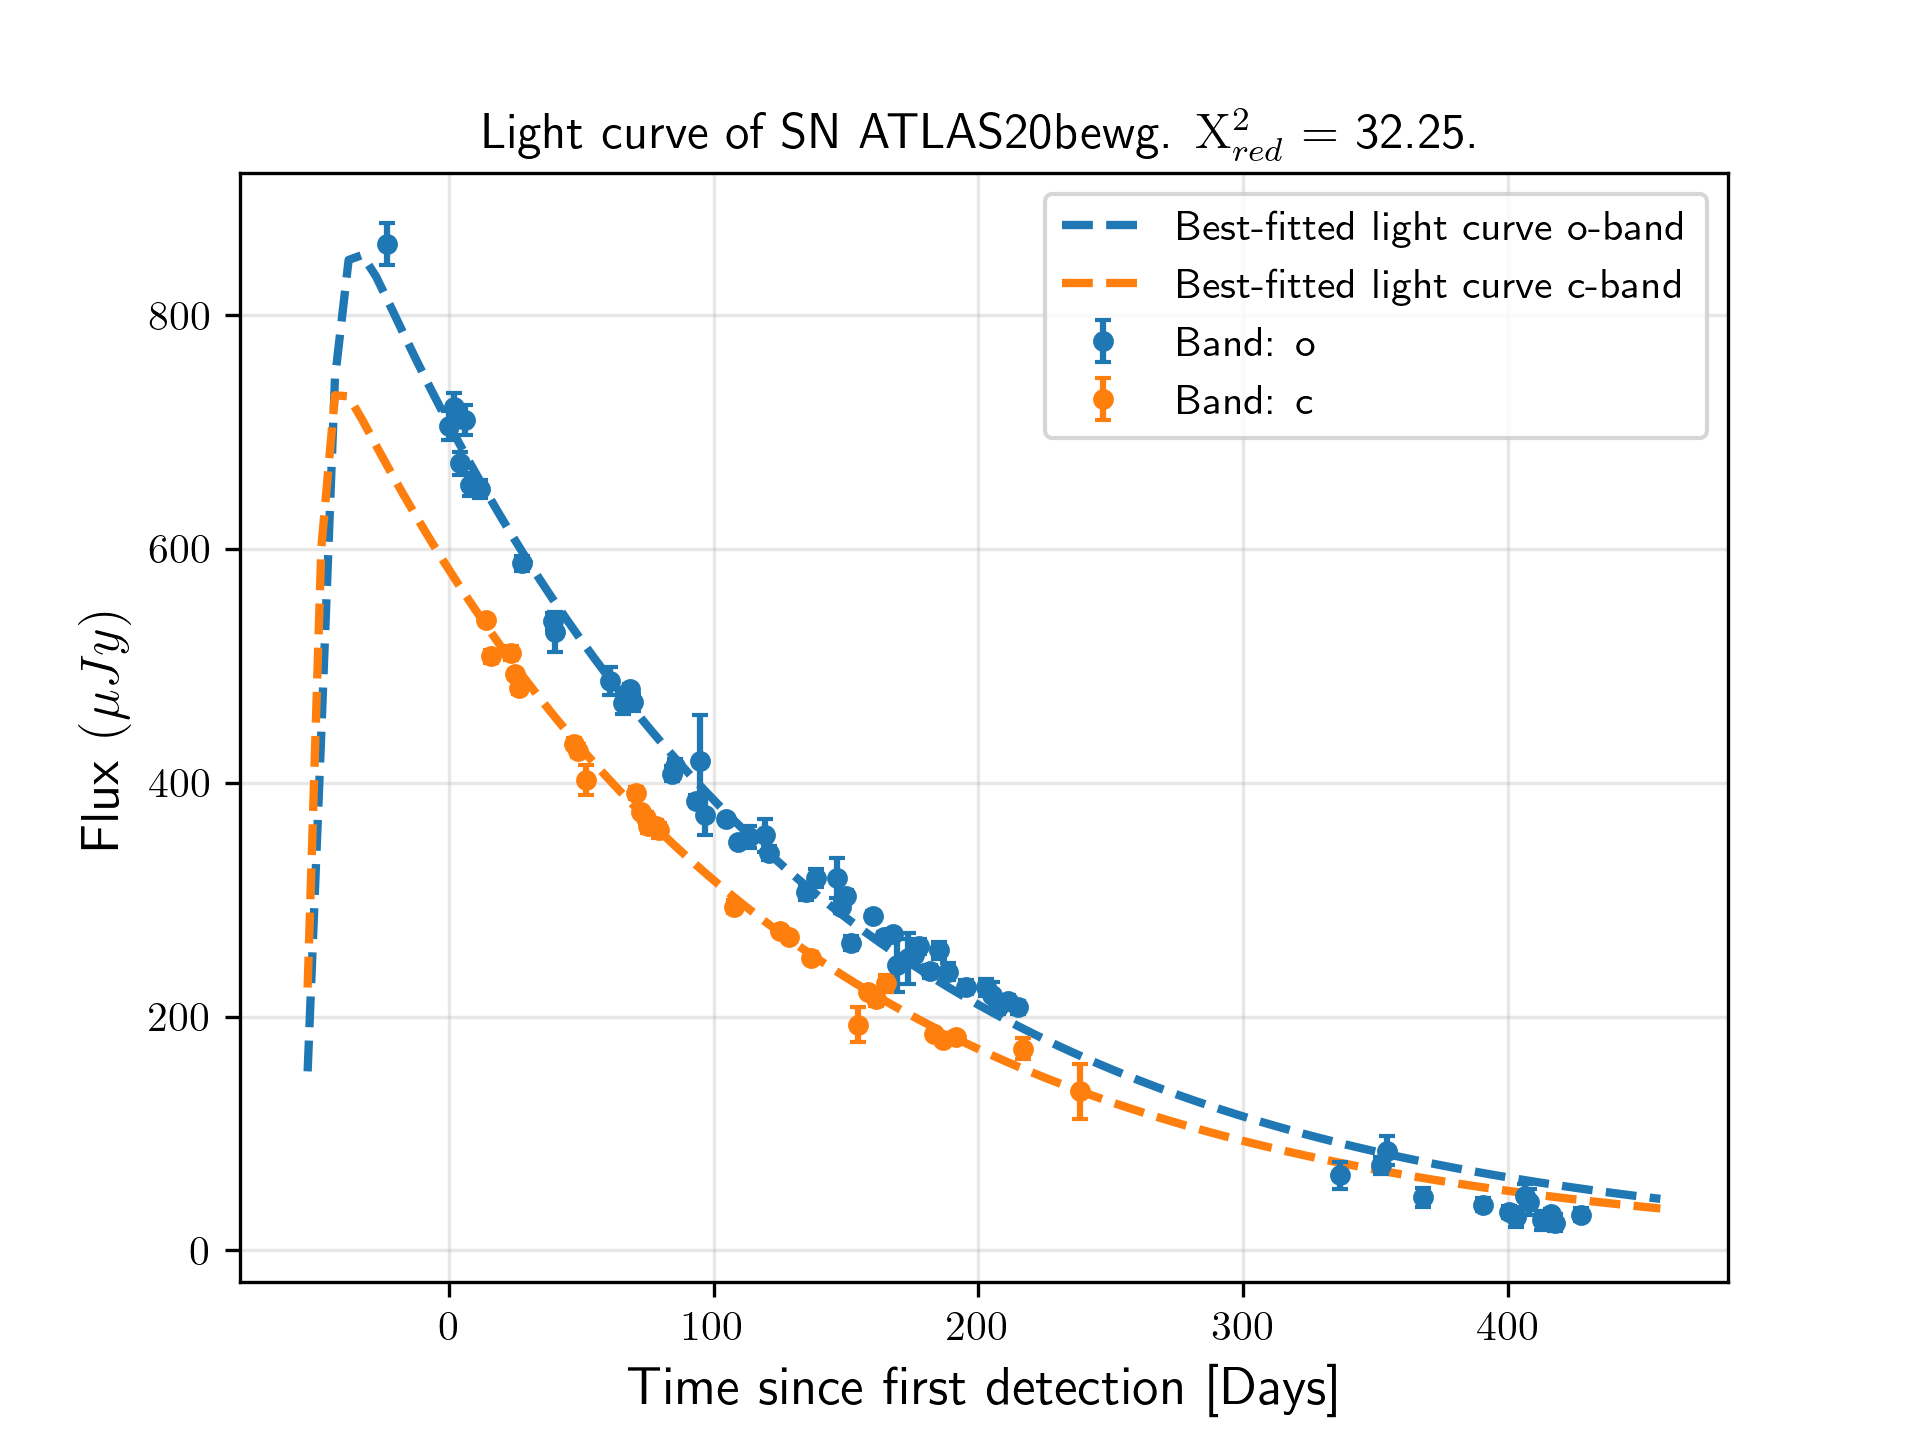 Light curve of SN ATLAS20bewg. X²_red = 32.25.
Best-fitted light curve o-band
Best-fitted light curve c-band
Band: o
Band: c
Flux (μJy)
800
600
400
200
0
0 100 200 300 400
Time since first detection [Days]